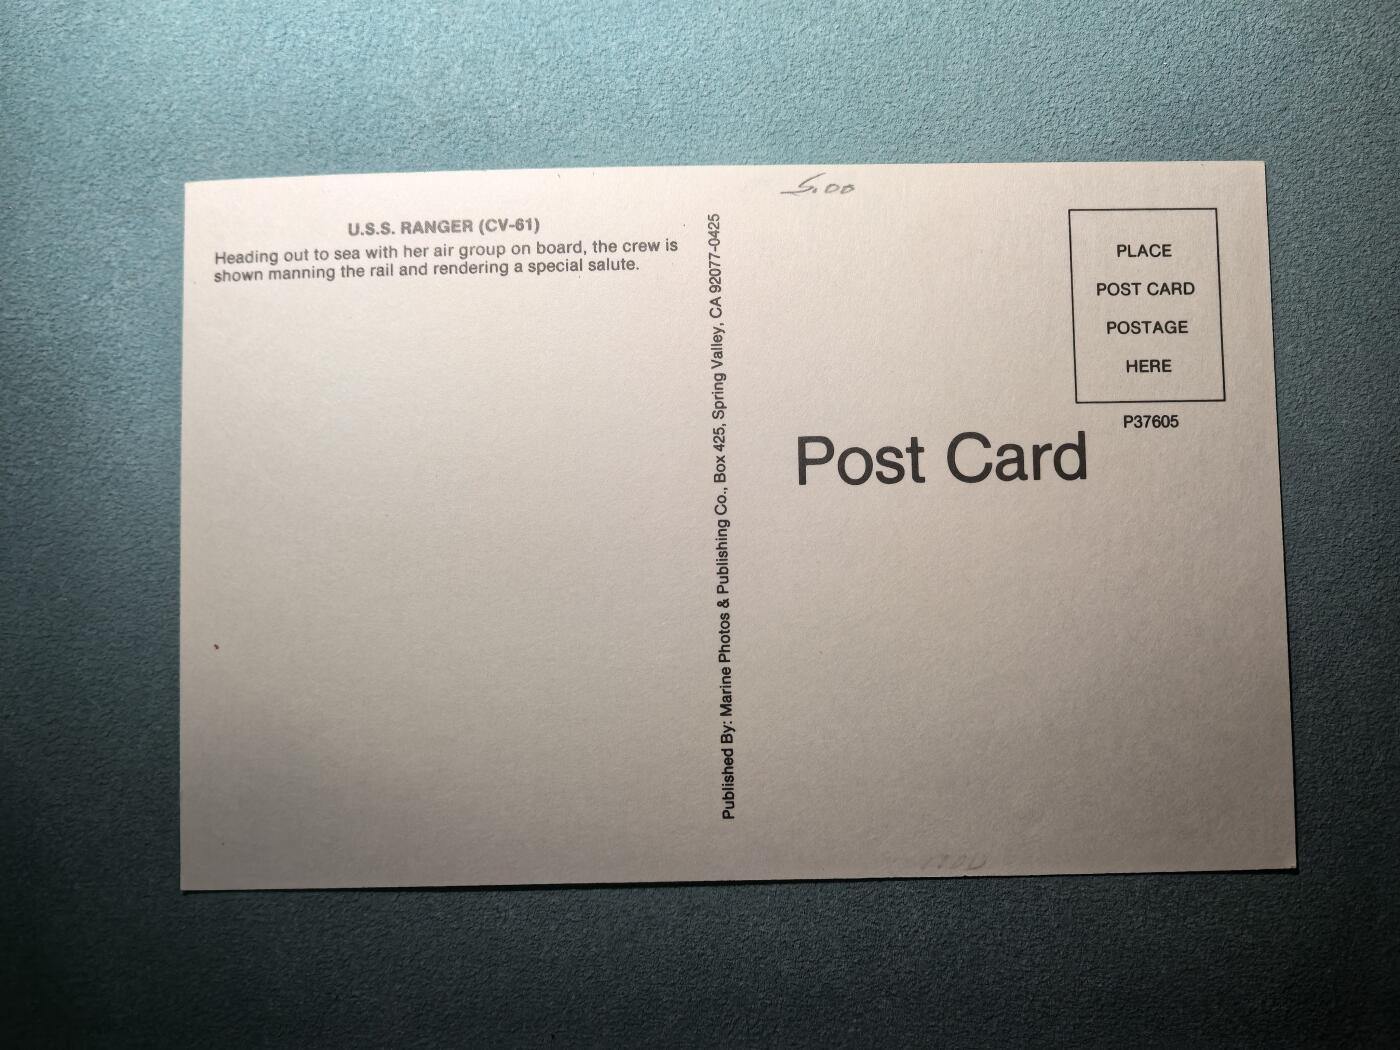 U.S.S. RANGER (CV-61)
Heading out to sea with her air group on board, the crew is
shown manning the rail and rendering a special salute.
Published By: Marine Photos & Publishing Co., Box 425, Spring Valley, CA 92077-0425
5.00
PLACE
POST CARD
POSTAGE
HERE
P37605
Post Card